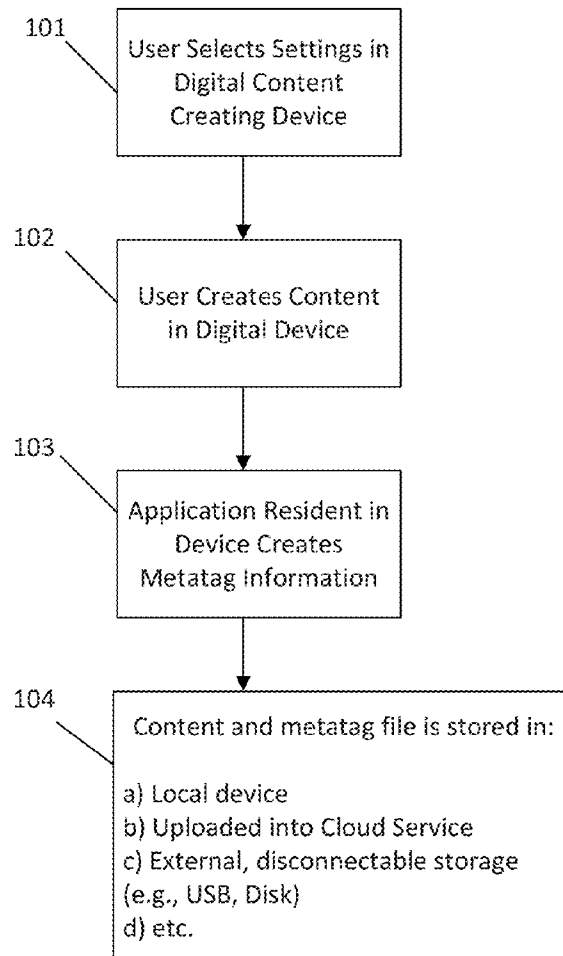 101
User Selects Settings in
Digital Content
Creating Device
102
User Creates Content
in Digital Device
103
Application Resident in
Device Creates
Metatag Information
104
Content and metatag file is stored in:
a) Local device
b) Uploaded into Cloud Service
c) External, disconnectable storage
(e.g., USB, Disk)
d) etc.